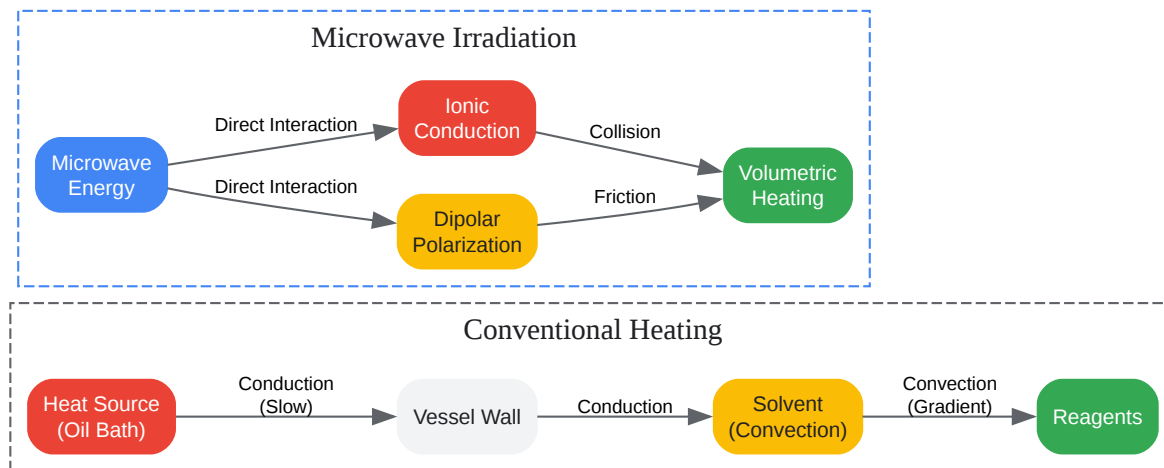 Microwave Irradiation
Microwave
Energy
Direct Interaction
Direct Interaction
Ionic
Conduction
Dipolar
Polarization
Collision
Friction
Volumetric
Heating
Conventional Heating
Heat Source
(Oil Bath)
Conduction
(Slow)
Vessel Wall
Conduction
Solvent
(Convection)
Convection
(Gradient)
Reagents